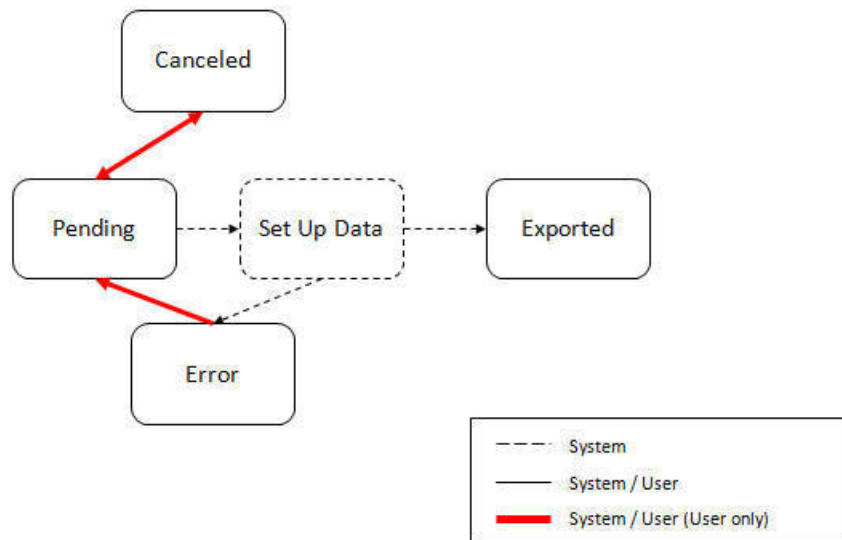 Canceled
Pending
Set Up Data
Exported
Error
System
System / User
System / User (User only)